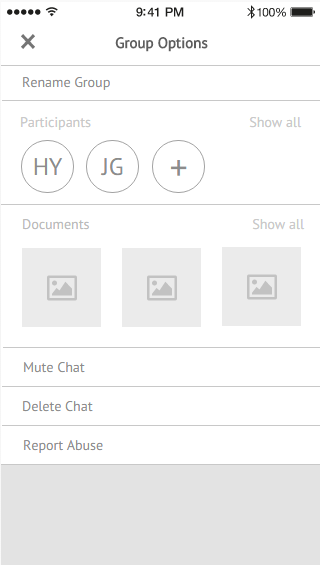 9:41 PM 100%
Group Options
Rename Group
Participants Show all
HY JG +
Documents Show all
Mute Chat
Delete Chat
Report Abuse